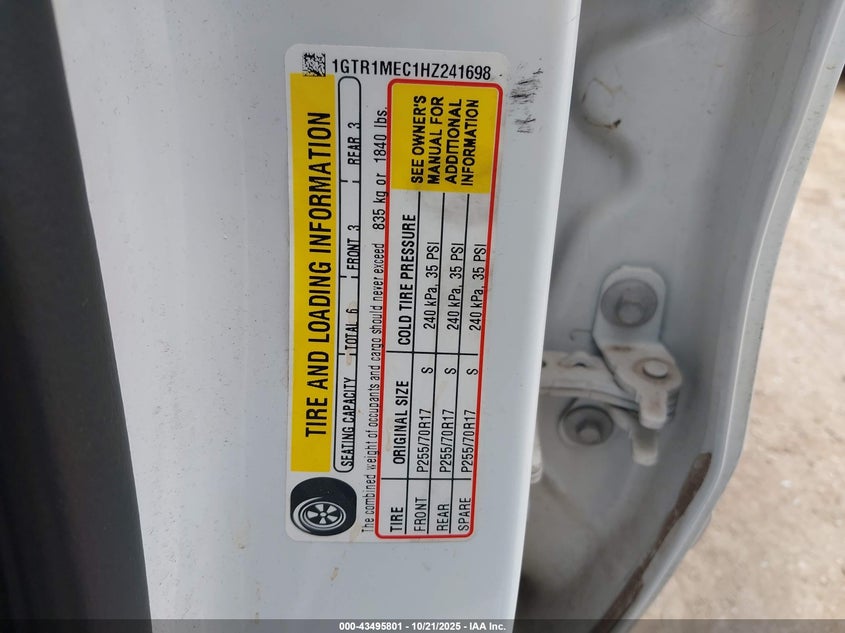 1GTR1MEC1HZ241698
TIRE AND LOADING INFORMATION
SEATING CAPACITY TOTAL 6 FRONT 3 REAR 3
The combined weight of occupants and cargo should never exceed 835 kg or 1840 lbs.
TIRE ORIGINAL SIZE COLD TIRE PRESSURE
FRONT P255/70R17 S 240 kPa, 35 PSI
REAR P255/70R17 S 240 kPa, 35 PSI
SPARE P255/70R17 S 240 kPa, 35 PSI
SEE OWNER'S
MANUAL FOR
ADDITIONAL
INFORMATION
000-43495801 - 10/21/2025 - IAA Inc.